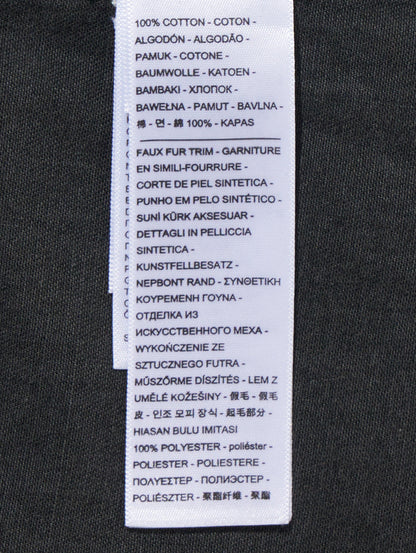 100% COTTON - COTON -
ALGODÓN - ALGODÃO -
PAMUK - COTONE -
BAUMWOLLE - KATOEN -
BAMBAKI - ХЛОПОК -
BAWEŁNA - PAMUT - BAVLNA -
棉 - 면 - 綿 100% - KAPAS
FAUX FUR TRIM - GARNITURE
EN SIMILI-FOURRURE -
CORTE DE PIEL SINTETICA -
PUNHO EM PELO SINTÉTICO -
SUNİ KÜRK AKSESUAR -
DETTAGLI IN PELLICCIA
SINTETICA -
KUNSTFELLBESATZ -
NEPBONT RAND - ΣΥΝΘΕΤΙΚΗ
ΚΟΥΡΕΜΕΝΗ ΓΟΥΝΑ -
ОТДЕЛКА ИЗ
ИСКУССТВЕННОГО МЕХА -
WYKOŃCZENIE ZE
SZTUCZNEGO FUTRA -
MŰSZŐRME DÍSZÍTÉS - LEM Z
UMĚLÉ KOŽEŠINY - 假毛 - 假毛
皮 - 인조 모피 장식 - 起毛部分 -
HIASAN BULU IMITASI
100% POLYESTER - poliéster -
POLIESTER - POLIESTERE -
ΠΟΛΥΕΣΤΕΡ - ПОЛИЭСТЕР -
POLIÉSZTER - 聚酯纤维 - 聚酯